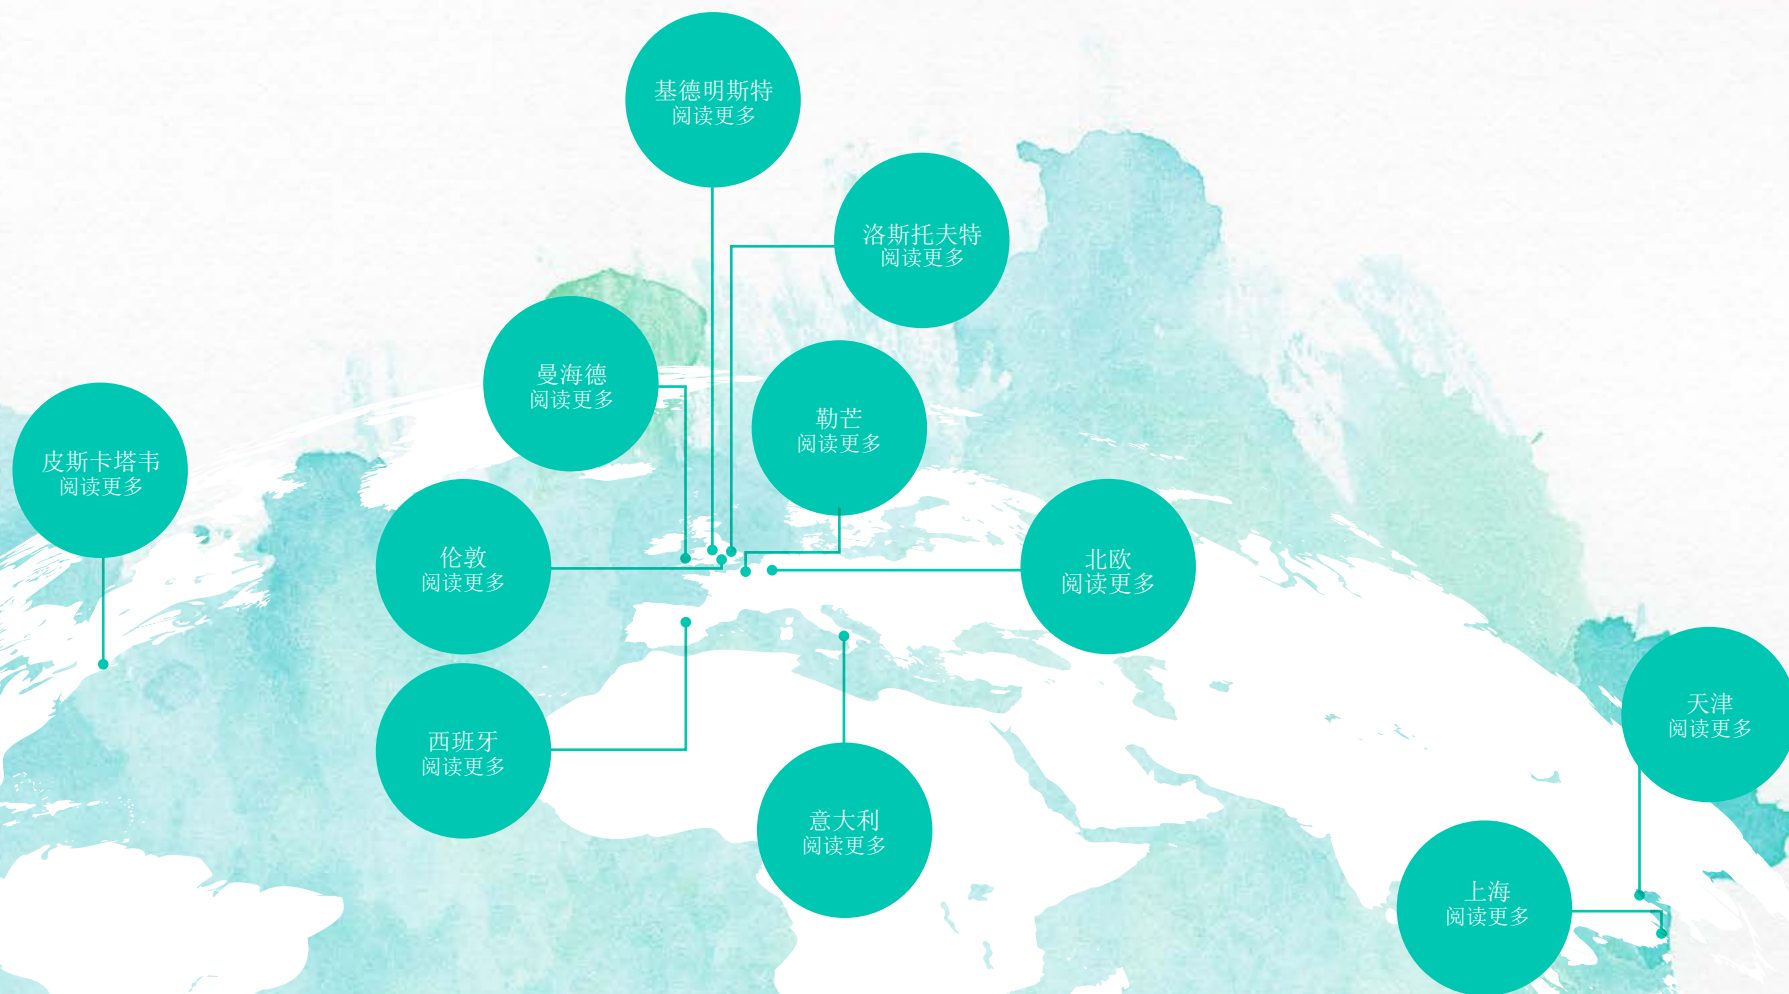 基德明斯特
阅读更多
洛斯托夫特
阅读更多
曼海德
阅读更多
勒芒
阅读更多
皮斯卡塔韦
阅读更多
伦敦
阅读更多
北欧
阅读更多
西班牙
阅读更多
意大利
阅读更多
天津
阅读更多
上海
阅读更多